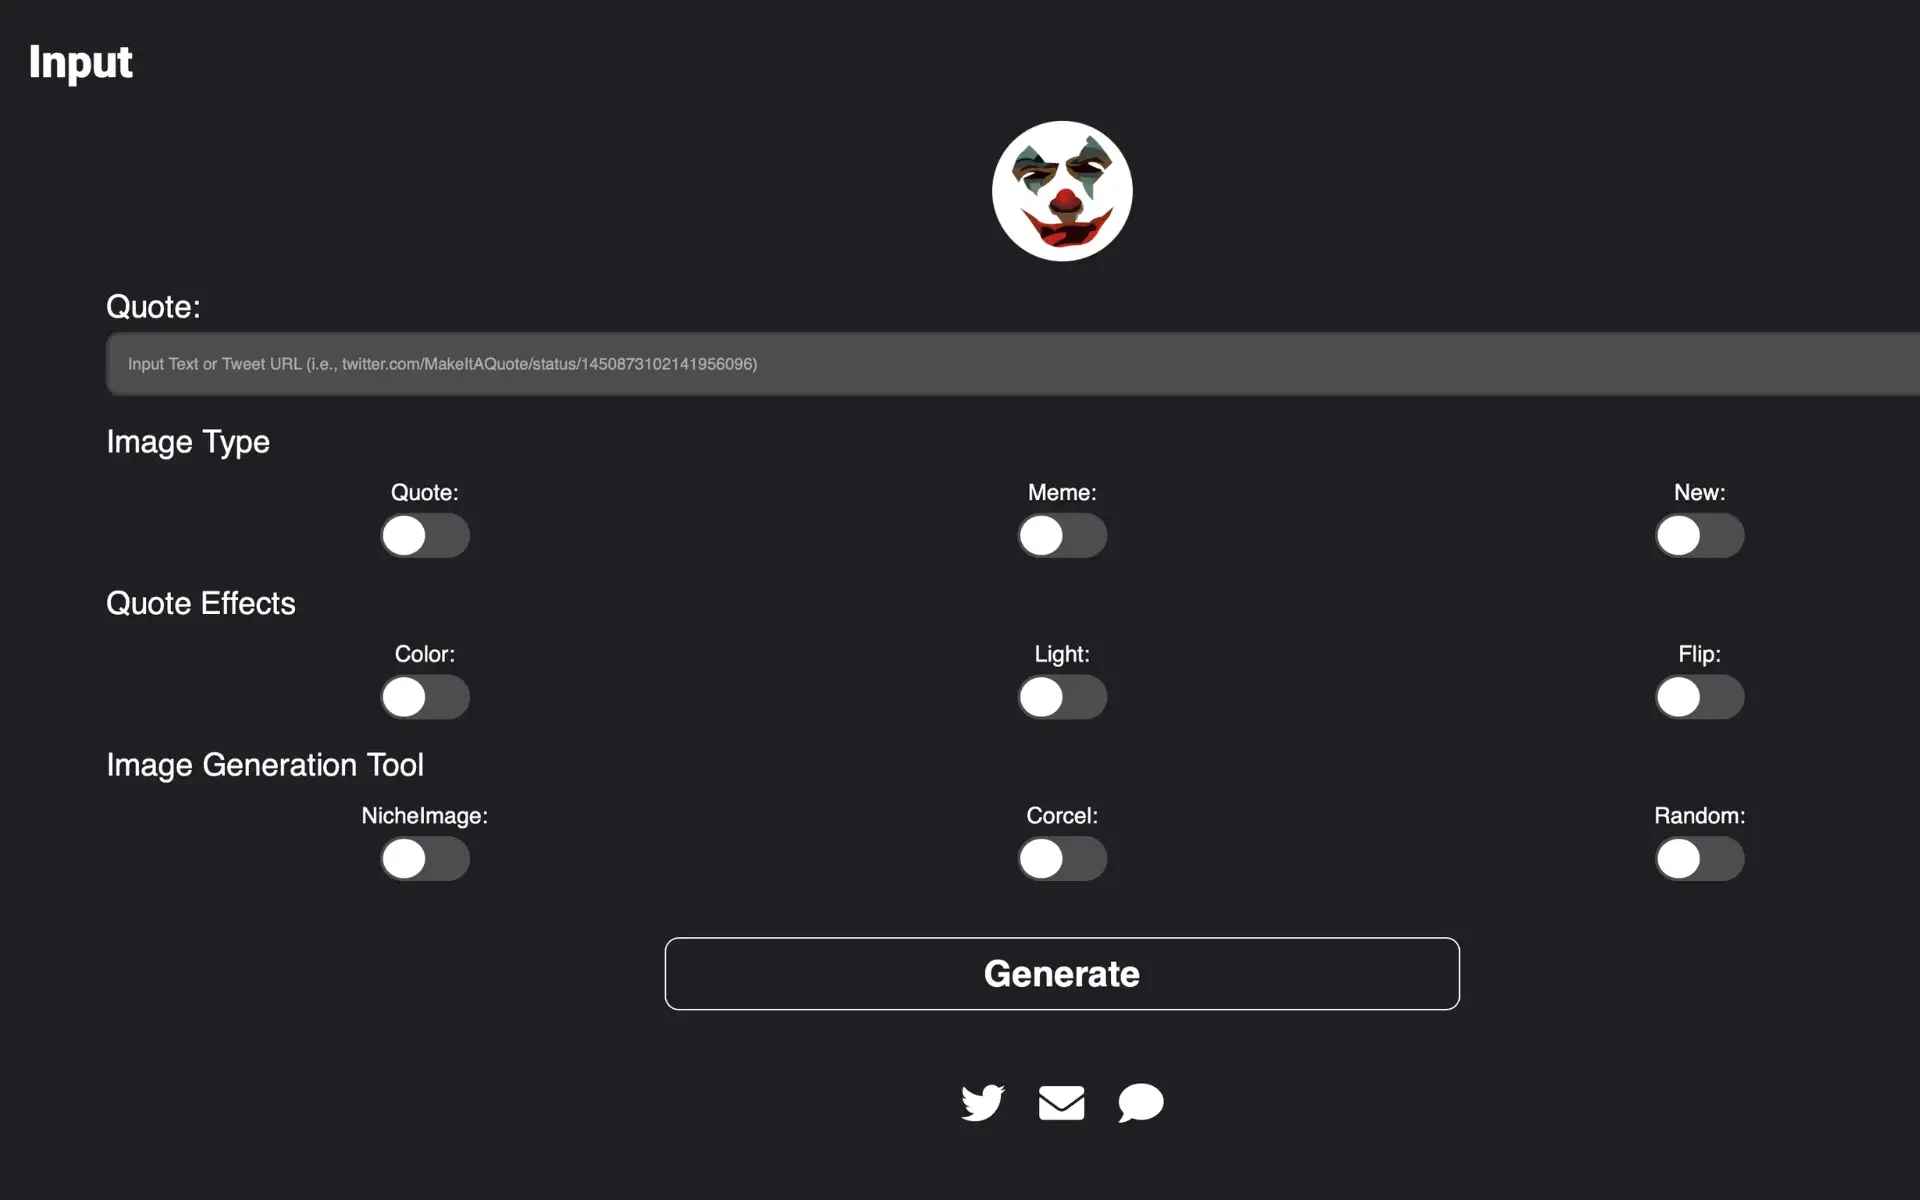 Input
Quote:
Input Text or Tweet URL (i.e., twitter.com/MakeItAQuote/status/1450873102141956096)
Image Type
Quote: Meme: New:
Quote Effects
Color: Light: Flip:
Image Generation Tool
NicheImage: Corcel: Random:
Generate